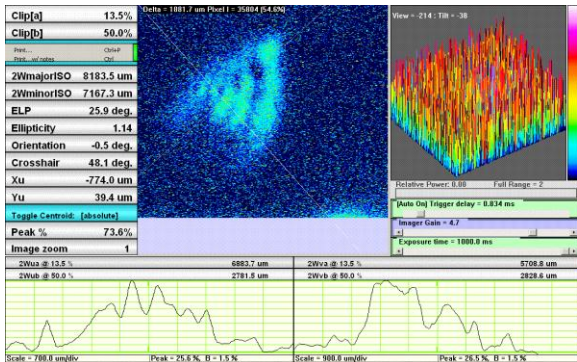 Clip[a] 13.5%
Clip[b] 50.0%
Print... Ctrl+P
Print... w/ notes Ctrl
2WmajorISO 8183.5 um
2WminorISO 7167.3 um
ELP 25.9 deg.
Ellipticity 1.14
Orientation -0.5 deg.
Crosshair 48.1 deg.
Xu -774.0 um
Yu 39.4 um
Toggle Centroid: [absolute]
Peak % 73.6%
Image zoom 1
Delta = 1881.7 um Pixel I = 35804 (54.6%)
View = -214 : Tilt = -38
Relative Power: 0.00 Full Range = 2
[Auto On] Trigger delay = 0.834 ms
Imager Gain = 4.7
Exposure time = 1000.0 ms
2Wua @ 13.5 % 6883.7 um
2Wub @ 50.0 % 2781.5 um
2Wva @ 13.5 % 5708.8 um
2Wvb @ 50.0 % 2828.6 um
Scale = 700.0 um/div Peak = 25.6 %, B = 1.5 %
Scale = 900.0 um/div Peak = 26.5 %, B = 1.5 %